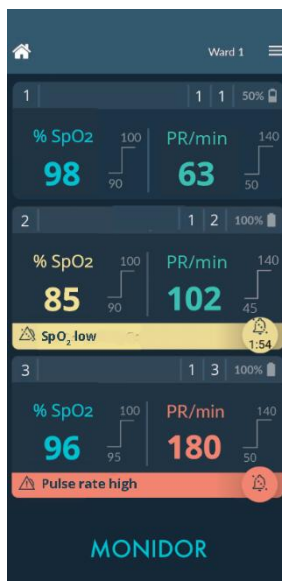 Ward 1
1 1 1 50%
% SpO2 100 PR/min 140
98 90 63 50
2 1 2 100%
% SpO2 100 PR/min 140
85 90 102 45
SpO₂ low 1:54
3 1 3 100%
% SpO2 100 PR/min 140
96 95 180 50
Pulse rate high
MONIDOR